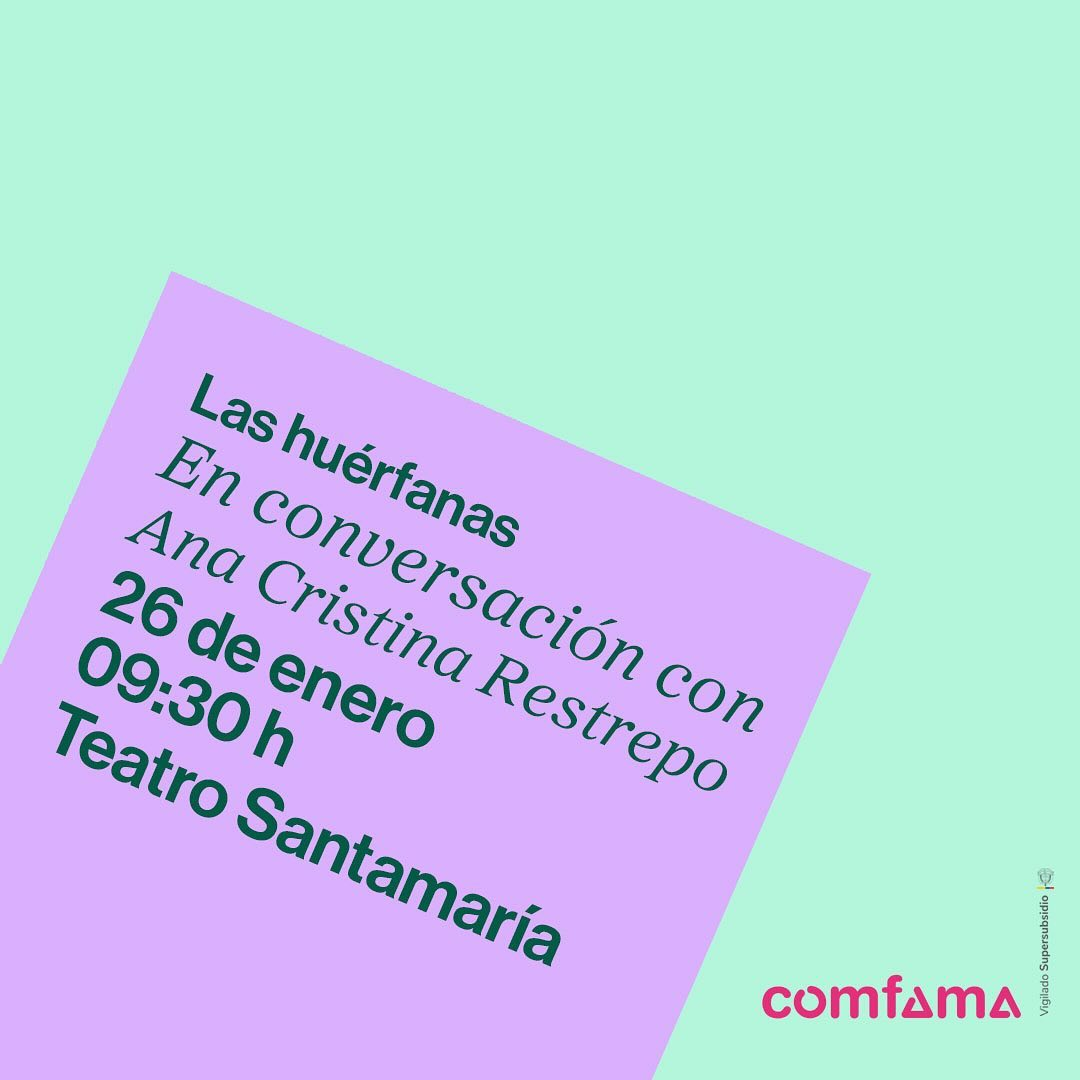 Las huérfanas
En conversación con
Ana Cristina Restrepo
26 de enero
09:30 h
Teatro Santamaría
comfama
Vigilado Supersubsidio